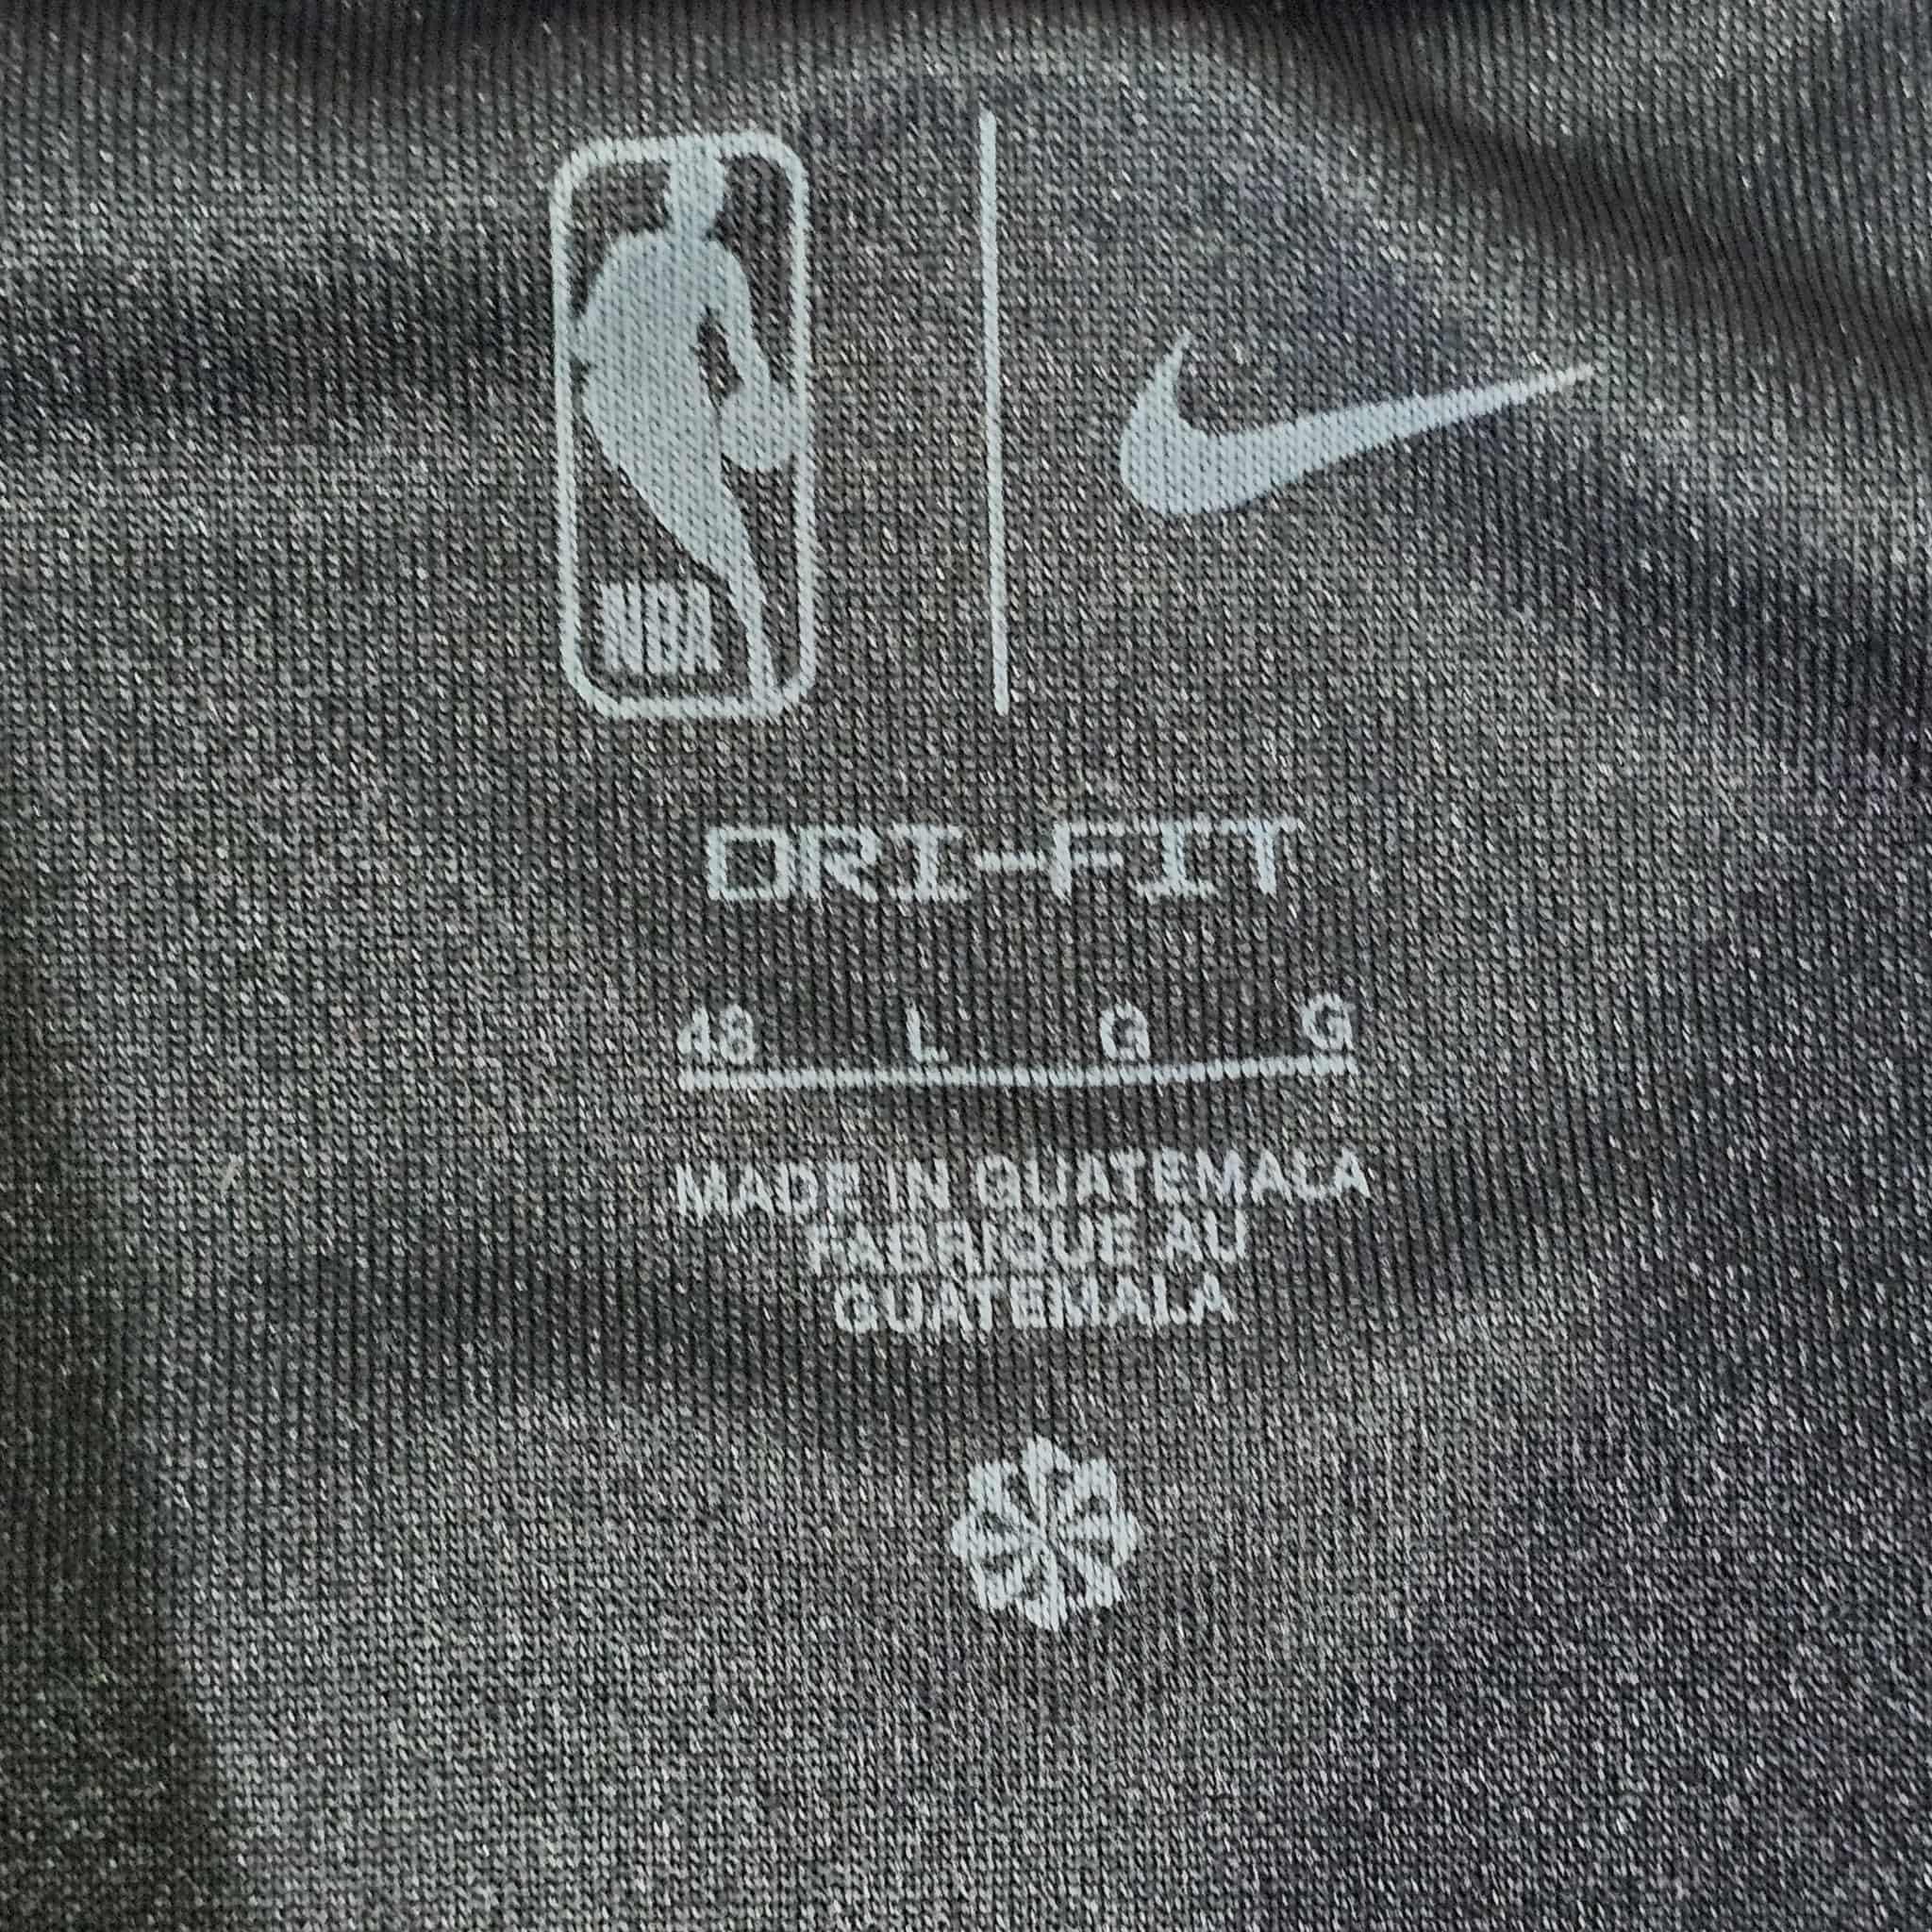 NBA
DRI-FIT
48 L G G
MADE IN GUATEMALA
FABRIQUE AU
GUATEMALA